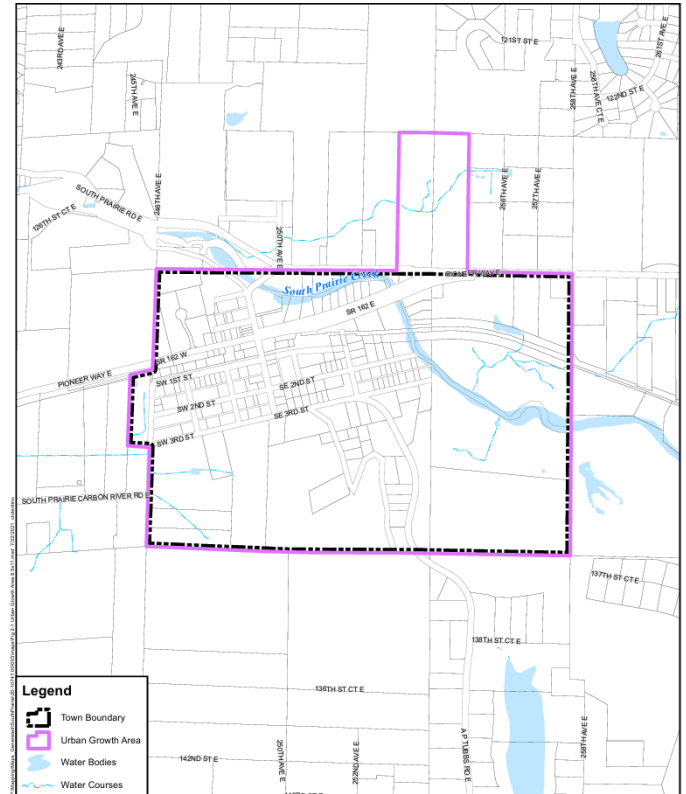 243RD AVE E
245TH AVE E
121ST ST E
258TH AVE E
258TH AVE CT E
261ST AVE E
122ND ST E
SOUTH PRAIRIE RD E
126TH ST CT E
246TH AVE E
250TH AVE E
256TH AVE E
257TH AVE E
South Prairie Creek
PIONEER WAY E
SR 162 E
SR 162 W
PIONEER WAY E
SW 1ST ST
SE 2ND ST
SW 2ND ST
SE 3RD ST
SW 3RD ST
SOUTH PRAIRIE CARBON RIVER RD E
137TH ST CT E
138TH ST CT E
136TH ST CT E
142ND ST E
250TH AVE E
252ND AVE E
A P TUBBS RD E
258TH AVE E
Legend
Town Boundary
Urban Growth Area
Water Bodies
Water Courses